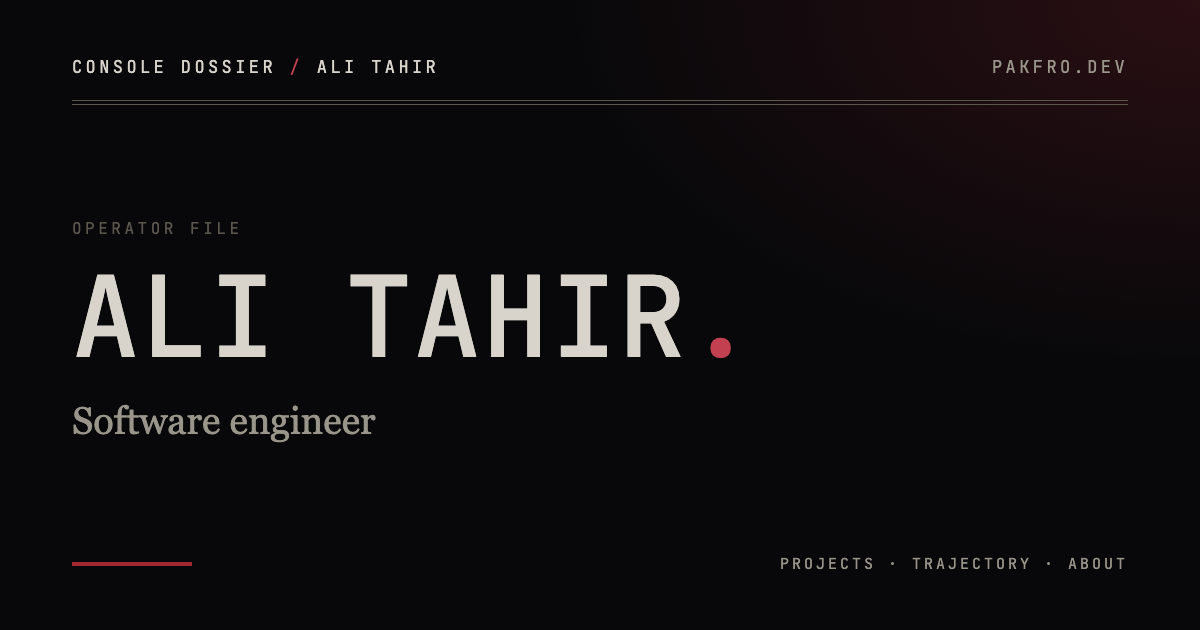 CONSOLE DOSSIER / ALI TAHIR
PAKFRO.DEV
OPERATOR FILE
ALI TAHIR.
Software engineer
PROJECTS · TRAJECTORY · ABOUT